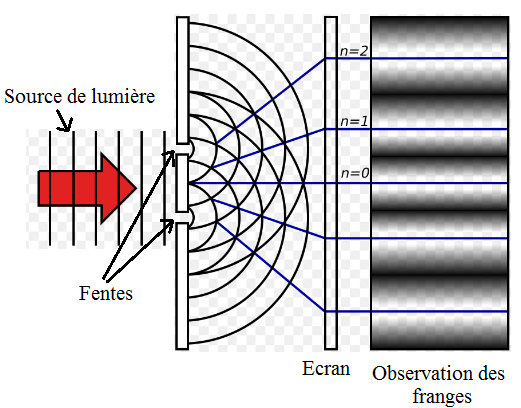 n=2
Source de lumière
n=1
n=0
Fentes
Ecran
Observation des
franges